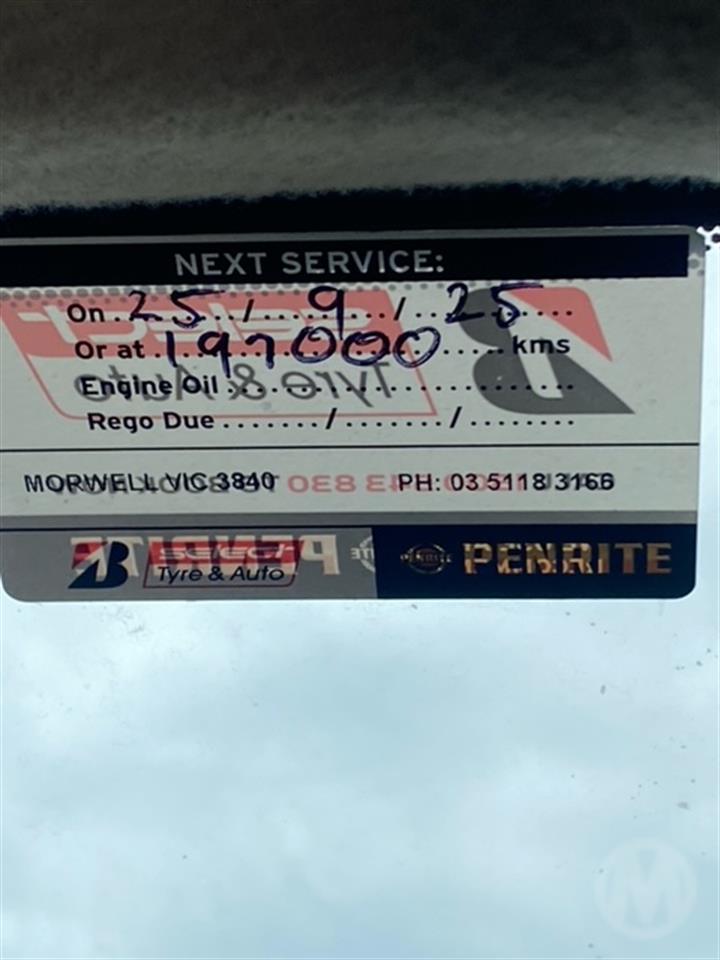 NEXT SERVICE:
On 25 / 9 / 25
Or at 197000 kms
Engine Oil
Rego Due / /
MORWELL VIC 3840 PH: 03 5118 3166
B select Tyre & Auto PENRITE
M